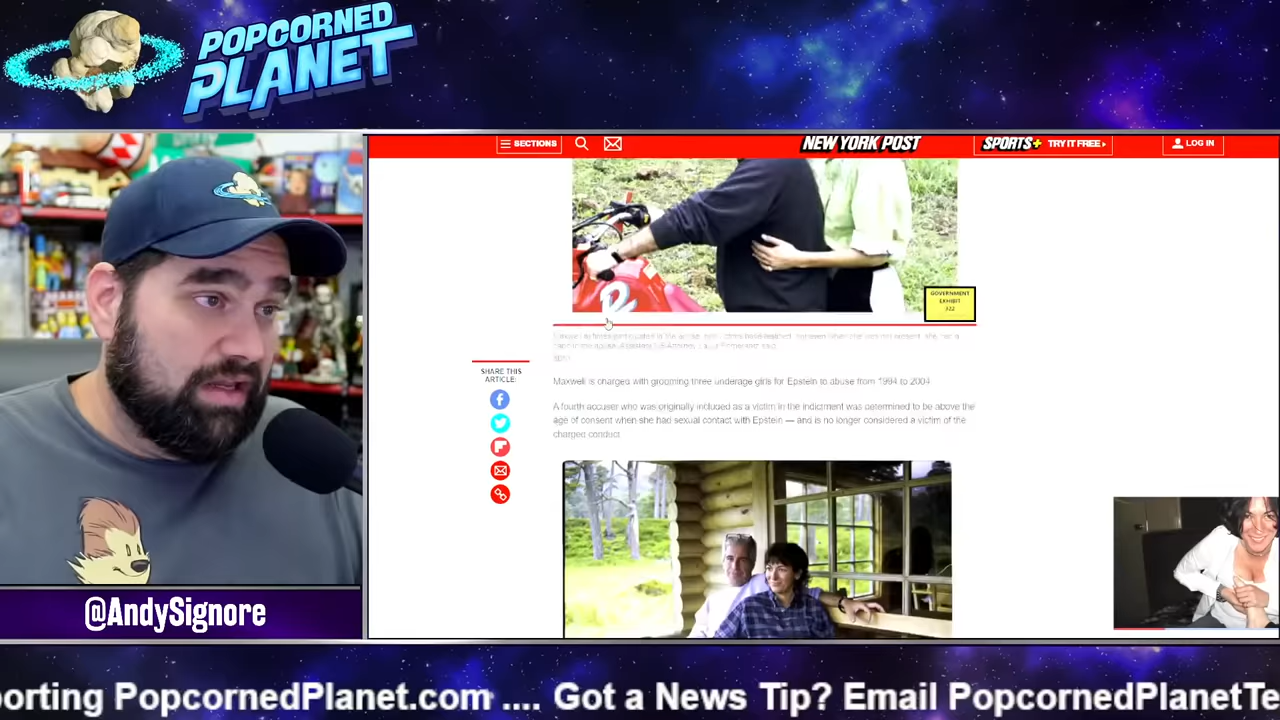 POPCORNED
PLANET
SECTIONS
NEW YORK POST
SPORTS+ TRY IT FREE
LOG IN
GOVERNMENT
EXHIBIT
SHARE THIS
ARTICLE:
Maxwell is charged with grooming three underage girls for Epstein to abuse from 1994 to 2004
A fourth accuser who was originally included as a victim in the indictment was determined to be above the
age of consent when she had sexual contact with Epstein — and is no longer considered a victim of the
charged conduct
@AndySignore
porting PopcornedPlanet.com .... Got a News Tip? Email PopcornedPlanetTe